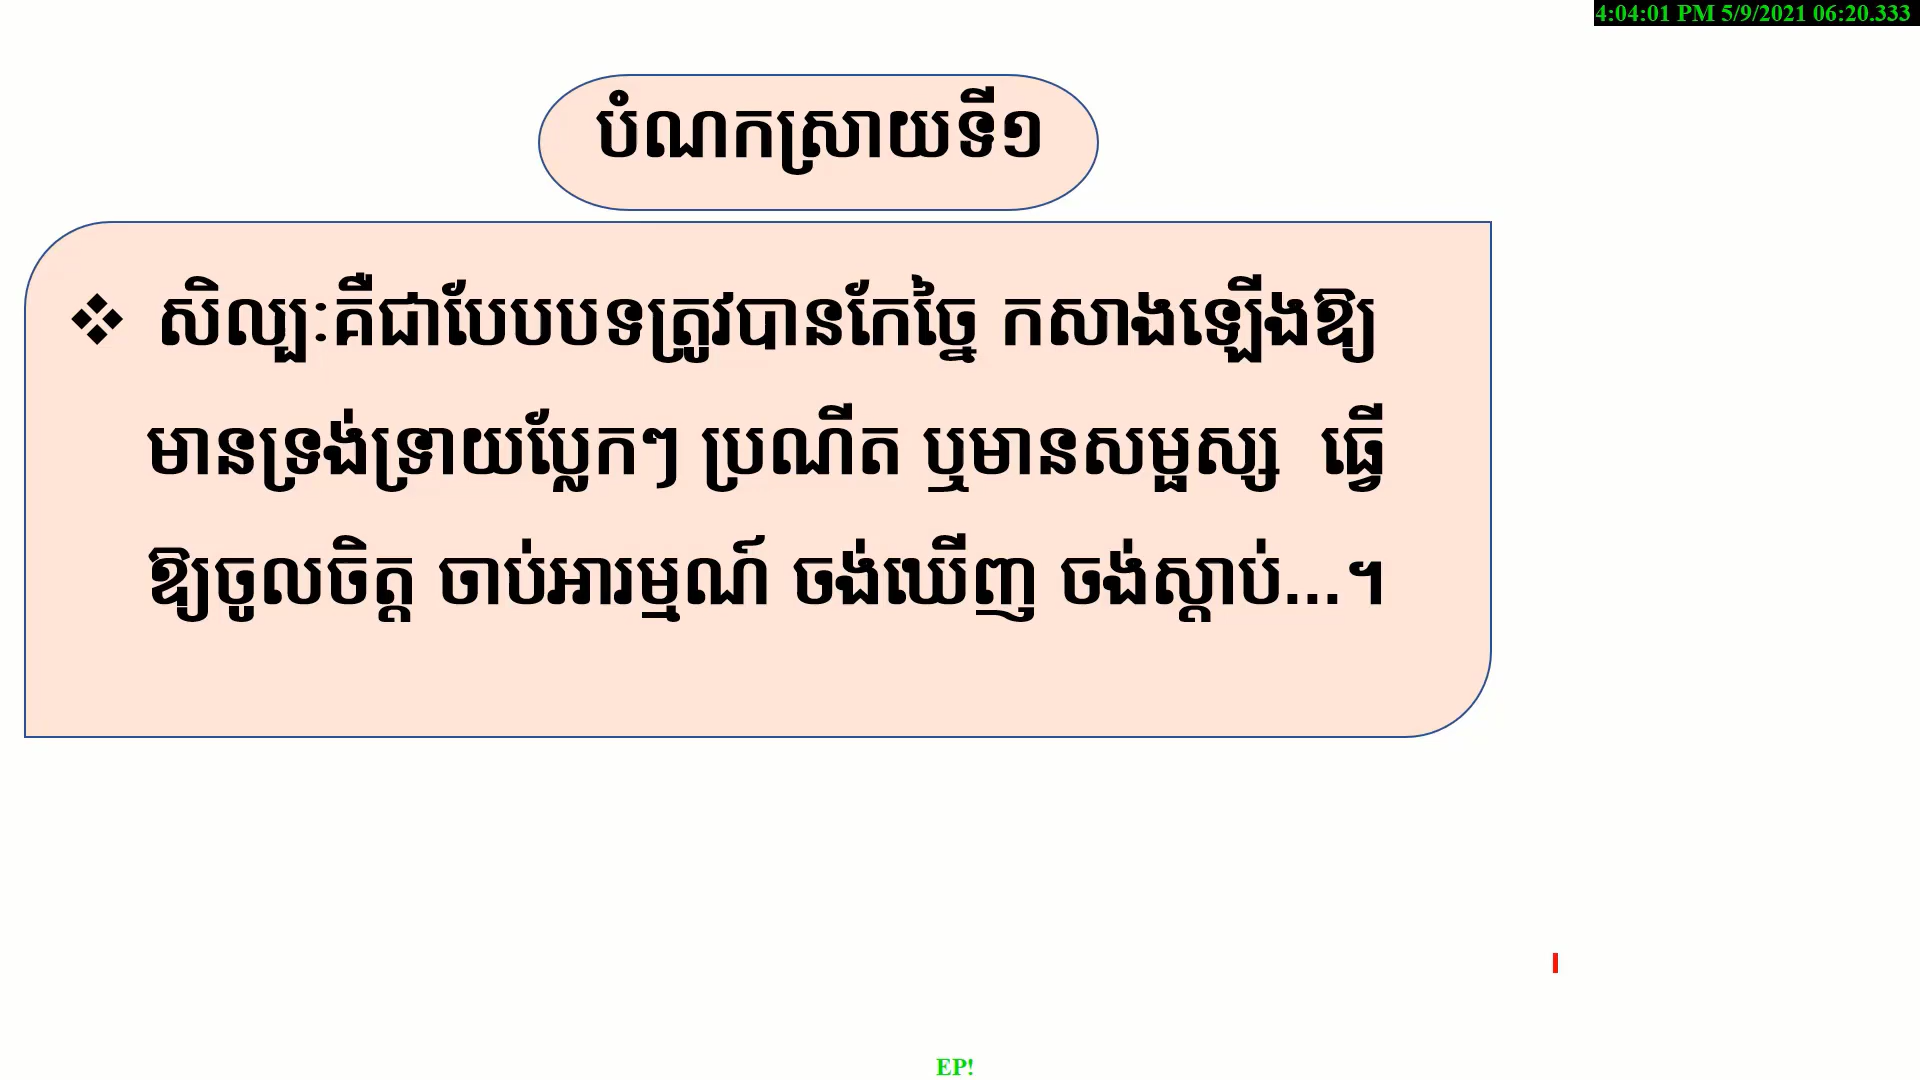 4:04:01 PM 5/9/2021 06:20.333
បំណកស្រាយទី១
❖ សិល្បៈគឺជាបែបបទត្រូវបានកែច្នៃ កសាងឡើងឱ្យ
មានទ្រង់ទ្រាយប្លែកៗ ប្រណីត ឬមានសម្ផស្ស ធ្វើ
ឱ្យចូលចិត្ត ចាប់អារម្មណ៍ ចង់ឃើញ ចង់ស្តាប់...។
EP!